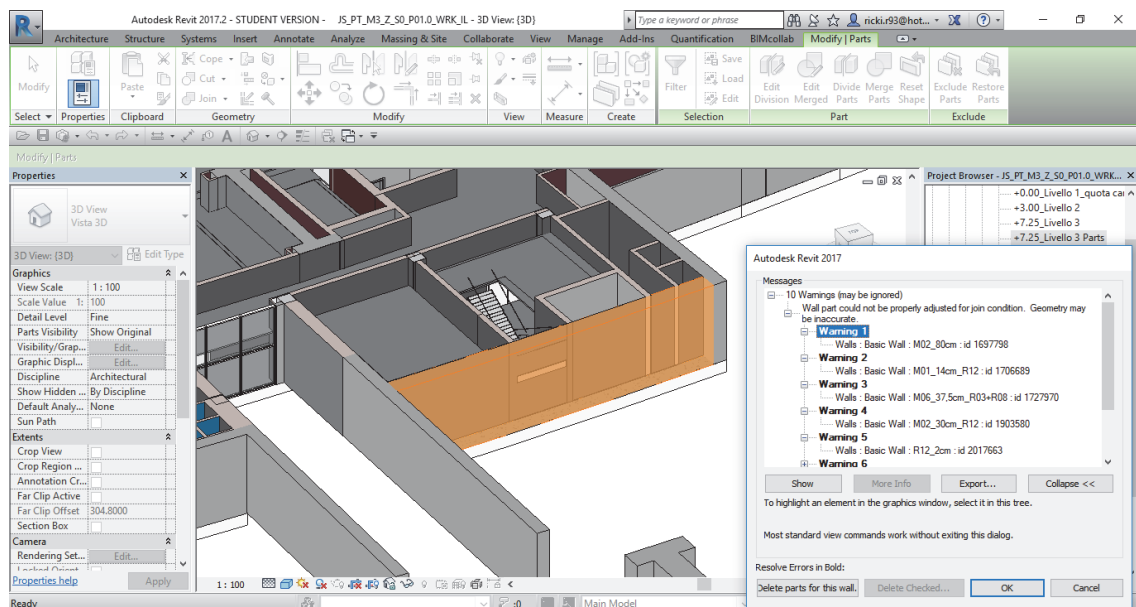 Autodesk Revit 2017.2 - STUDENT VERSION - JS_PT_M3_Z_S0_P01.0_WRK_IL - 3D View: {3D}
Type a keyword or phrase
ricki.r93@hot...
Architecture Structure Systems Insert Annotate Analyze Massing & Site Collaborate View Manage Add-Ins Quantification BIMcollab Modify | Parts
Modify
Paste
Cope
Cut
Join
Filter
Save
Load
Edit
Edit Division
Edit Merged
Divide Parts
Merge Parts
Reset Shape
Exclude Parts
Restore Parts
Select Properties Clipboard Geometry Modify View Measure Create Selection Part Exclude
Modify | Parts
Properties
3D View
Vista 3D
3D View: {3D} Edit Type
Graphics
View Scale 1 : 100
Scale Value 1: 100
Detail Level Fine
Parts Visibility Show Original
Visibility/Grap... Edit...
Graphic Displ... Edit...
Discipline Architectural
Show Hidden ... By Discipline
Default Analy... None
Sun Path
Extents
Crop View
Crop Region ...
Annotation Cr...
Far Clip Active
Far Clip Offset 304.8000
Section Box
Camera
Rendering Set... Edit...
Properties help Apply
1 : 100
Ready
:0
Main Model
Project Browser - JS_PT_M3_Z_S0_P01.0_WRK...
+0.00_Livello 1_quota cai
+3.00_Livello 2
+7.25_Livello 3
+7.25_Livello 3 Parts
Autodesk Revit 2017
Messages
10 Warnings (may be ignored)
Wall part could not be properly adjusted for join condition. Geometry may
be inaccurate.
Warning 1
Walls : Basic Wall : M02_80cm : id 1697798
Warning 2
Walls : Basic Wall : M01_14cm_R12 : id 1706689
Warning 3
Walls : Basic Wall : M06_37,5cm_R03+R08 : id 1727970
Warning 4
Walls : Basic Wall : M02_30cm_R12 : id 1903580
Warning 5
Walls : Basic Wall : R12_2cm : id 2017663
Warning 6
Show More Info Export... Collapse <<
To highlight an element in the graphics window, select it in this tree.
Most standard view commands work without exiting this dialog.
Resolve Errors in Bold:
Delete parts for this wall. Delete Checked... OK Cancel